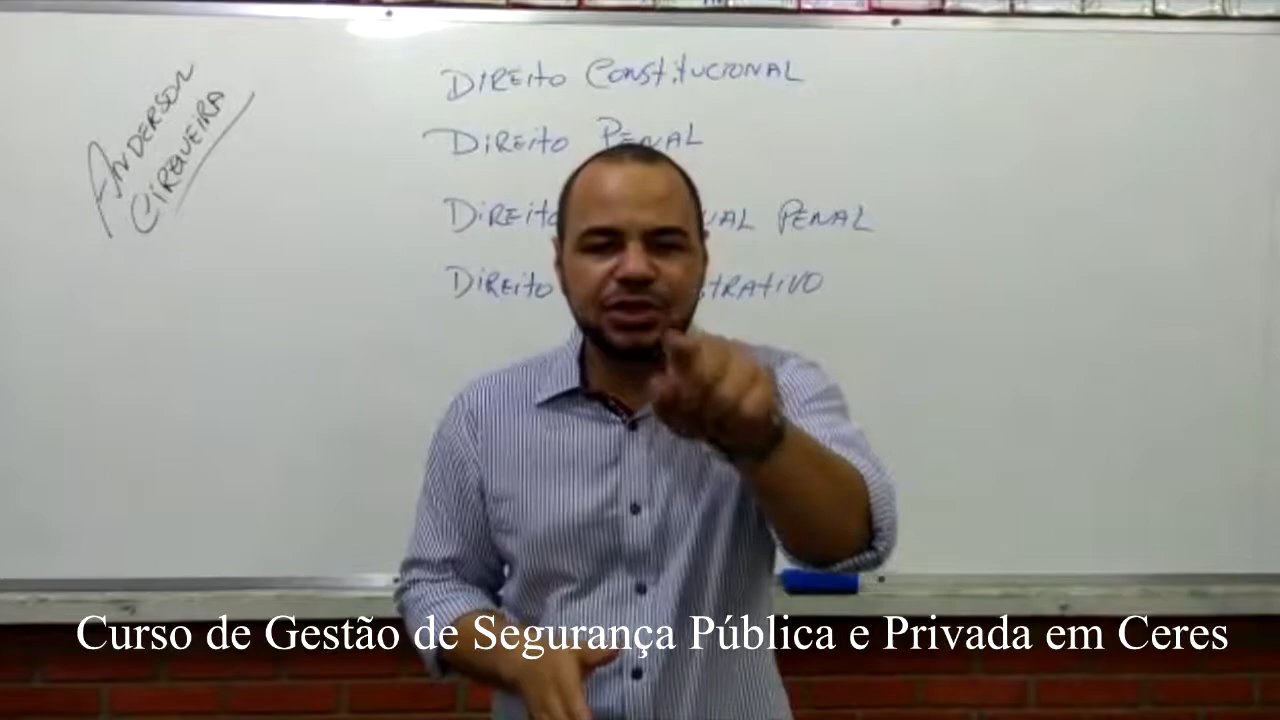 ANDERSON
CIRQUEIRA
DIREITO CONSTITUCIONAL
DIREITO PENAL
DIREITO PENAL
DIREITO
Curso de Gestão de Segurança Pública e Privada em Ceres